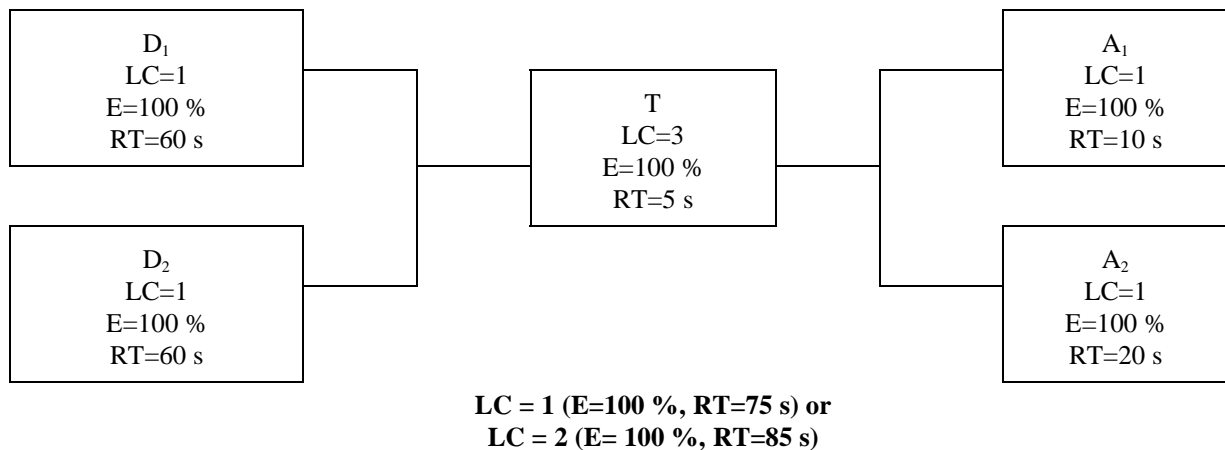 D₁
LC=1
E=100 %
RT=60 s
D₂
LC=1
E=100 %
RT=60 s
T
LC=3
E=100 %
RT=5 s
A₁
LC=1
E=100 %
RT=10 s
A₂
LC=1
E=100 %
RT=20 s
LC = 1 (E=100 %, RT=75 s) or
LC = 2 (E= 100 %, RT=85 s)